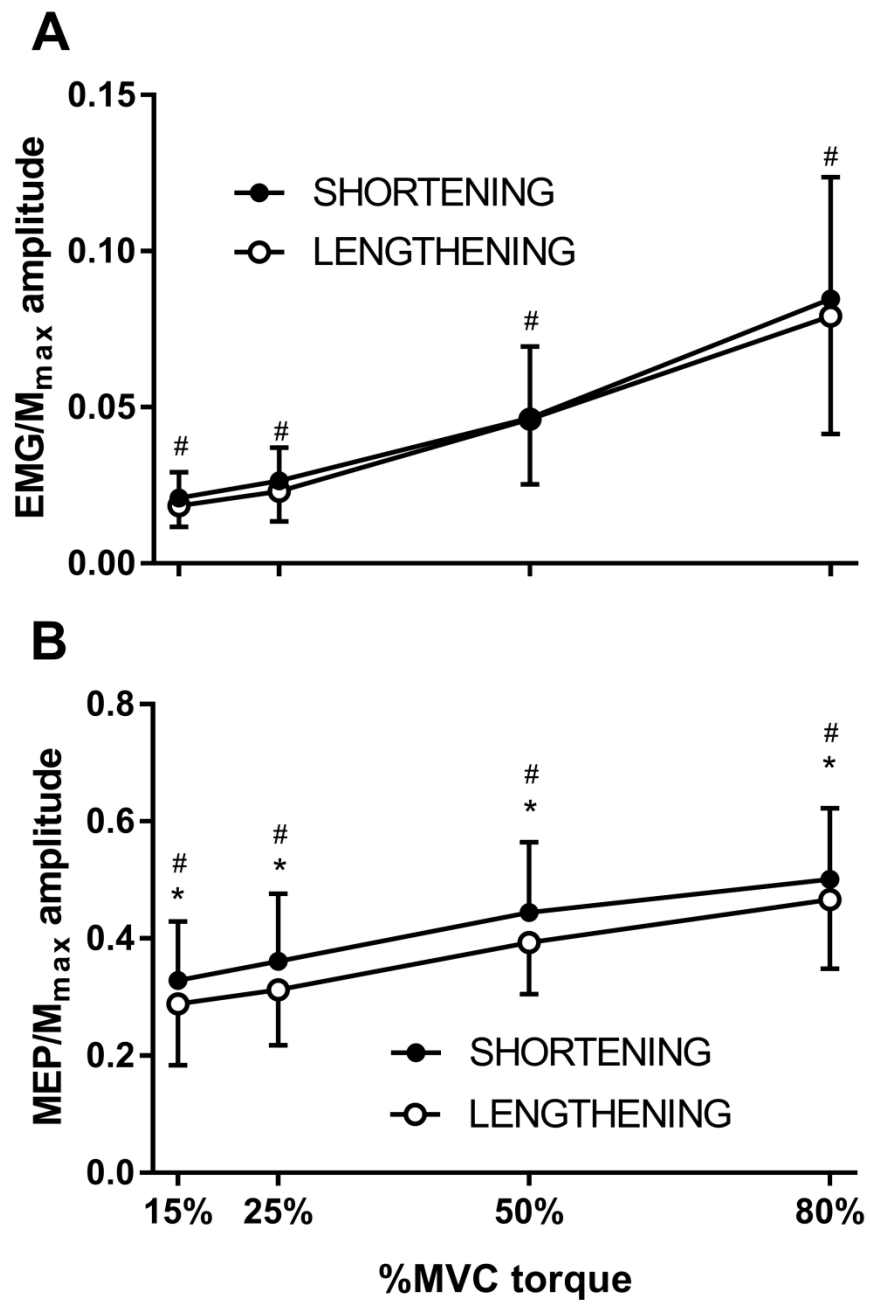 A
EMG/Mmax amplitude
0.15
0.10
0.05
0.00
SHORTENING
LENGTHENING
# # # #
B
MEP/Mmax amplitude
0.8
0.6
0.4
0.2
0.0
# # # #
* * * *
SHORTENING
LENGTHENING
15% 25% 50% 80%
%MVC torque